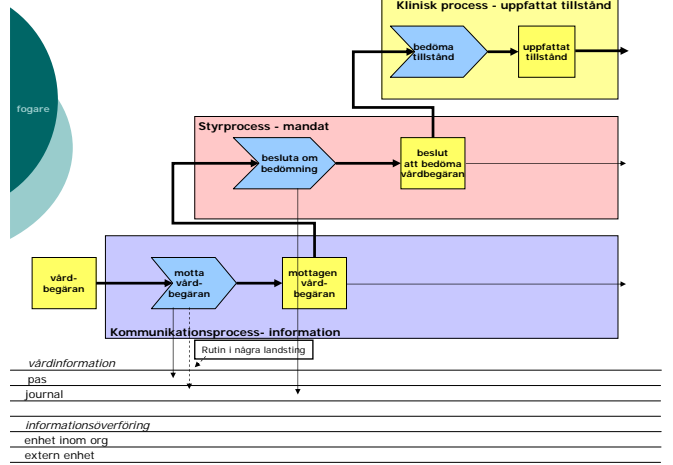 Klinisk process - uppfattat tillstånd
bedöma
tillstånd
uppfattat
tillstånd
fogare
Styrprocess - mandat
besluta om
bedömning
beslut
att bedöma
vårdbegäran
vård-
begäran
motta
vård-
begäran
mottagen
vård-
begäran
Kommunikationsprocess- information
Rutin i några landsting
vårdinformation
pas
journal
informationsöverföring
enhet inom org
extern enhet